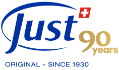 Just
90
years
ORIGINAL - SINCE 1930